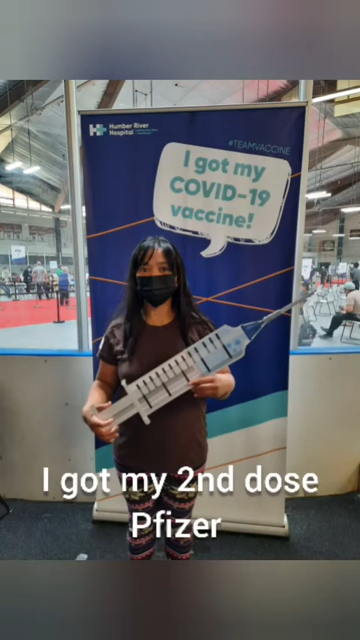 Humber River
Hospital
#TEAMVACCINE
I got my
COVID-19
vaccine!
I got my 2nd dose
Pfizer